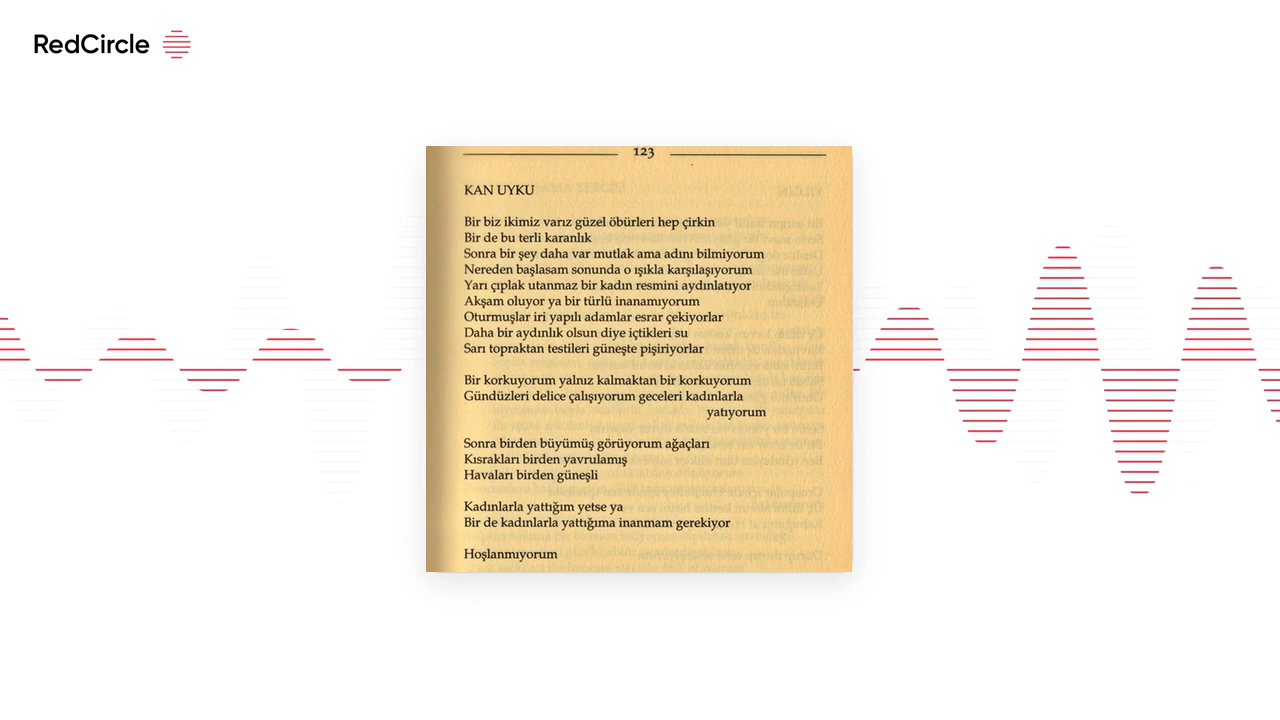 RedCircle
123
KAN UYKU
Bir biz ikimiz varız güzel öbürleri hep çirkin
Bir de bu terli karanlık
Sonra bir şey daha var mutlak ama adını bilmiyorum
Nereden başlasam sonunda o ışıkla karşılaşıyorum
Yarı çıplak utanmaz bir kadın resmini aydınlatıyor
Akşam oluyor ya bir türlü inanamıyorum
Oturmuşlar iri yapılı adamlar esrar çekiyorlar
Daha bir aydınlık olsun diye içtikleri su
Sarı topraktan testileri güneşte pişiriyorlar
Bir korkuyorum yalnız kalmaktan bir korkuyorum
Gündüzleri delice çalışıyorum geceleri kadınlarla
yatıyorum
Sonra birden büyümüş görüyorum ağaçları
Kısrakları birden yavrulamış
Havaları birden güneşli
Kadınlarla yattığım yetse ya
Bir de kadınlarla yattığıma inanmam gerekiyor
Hoşlanmıyorum